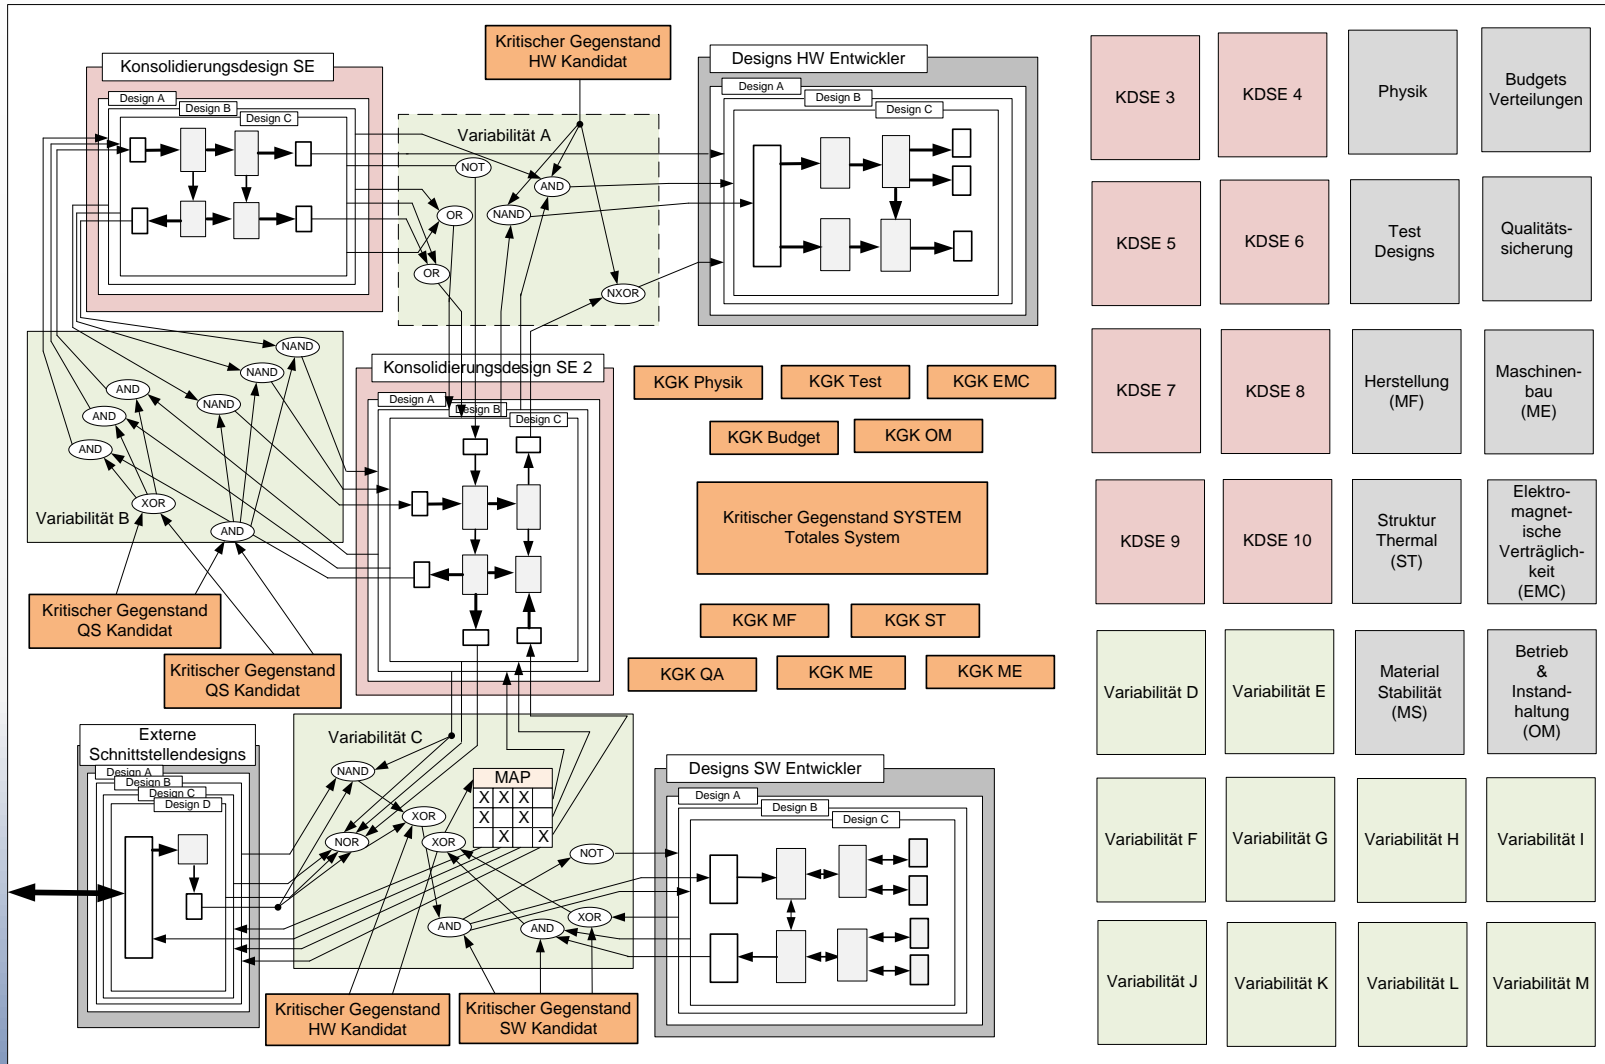 Kritischer Gegenstand
HW Kandidat
Konsolidierungsdesign SE
Design A
Design B
Design C
Variabilität A
NOT
AND
OR
NAND
OR
NXOR
Designs HW Entwickler
Design A
Design B
Design C
KDSE 3
KDSE 4
Physik
Budgets
Verteilungen
KDSE 5
KDSE 6
Test
Designs
Qualitäts-
sicherung
KDSE 7
KDSE 8
Herstellung
(MF)
Maschinen-
bau
(ME)
KDSE 9
KDSE 10
Struktur
Thermal
(ST)
Elektro-
magnet-
ische
Verträglich-
keit
(EMC)
Variabilität D
Variabilität E
Material
Stabilität
(MS)
Betrieb
&
Instand-
haltung
(OM)
Variabilität F
Variabilität G
Variabilität H
Variabilität I
Variabilität J
Variabilität K
Variabilität L
Variabilität M
NAND
NAND
AND
NAND
AND
AND
XOR
AND
Variabilität B
Kritischer Gegenstand
QS Kandidat
Kritischer Gegenstand
QS Kandidat
Konsolidierungsdesign SE 2
Design A
Design B
Design C
KGK Physik
KGK Test
KGK EMC
KGK Budget
KGK OM
Kritischer Gegenstand SYSTEM
Totales System
KGK MF
KGK ST
KGK QA
KGK ME
KGK ME
Externe
Schnittstellendesigns
Design A
Design B
Design C
Design D
Variabilität C
NAND
MAP
X X X
X X
X X
XOR
NOR
XOR
NOT
AND
AND
XOR
Kritischer Gegenstand
HW Kandidat
Kritischer Gegenstand
SW Kandidat
Designs SW Entwickler
Design A
Design B
Design C